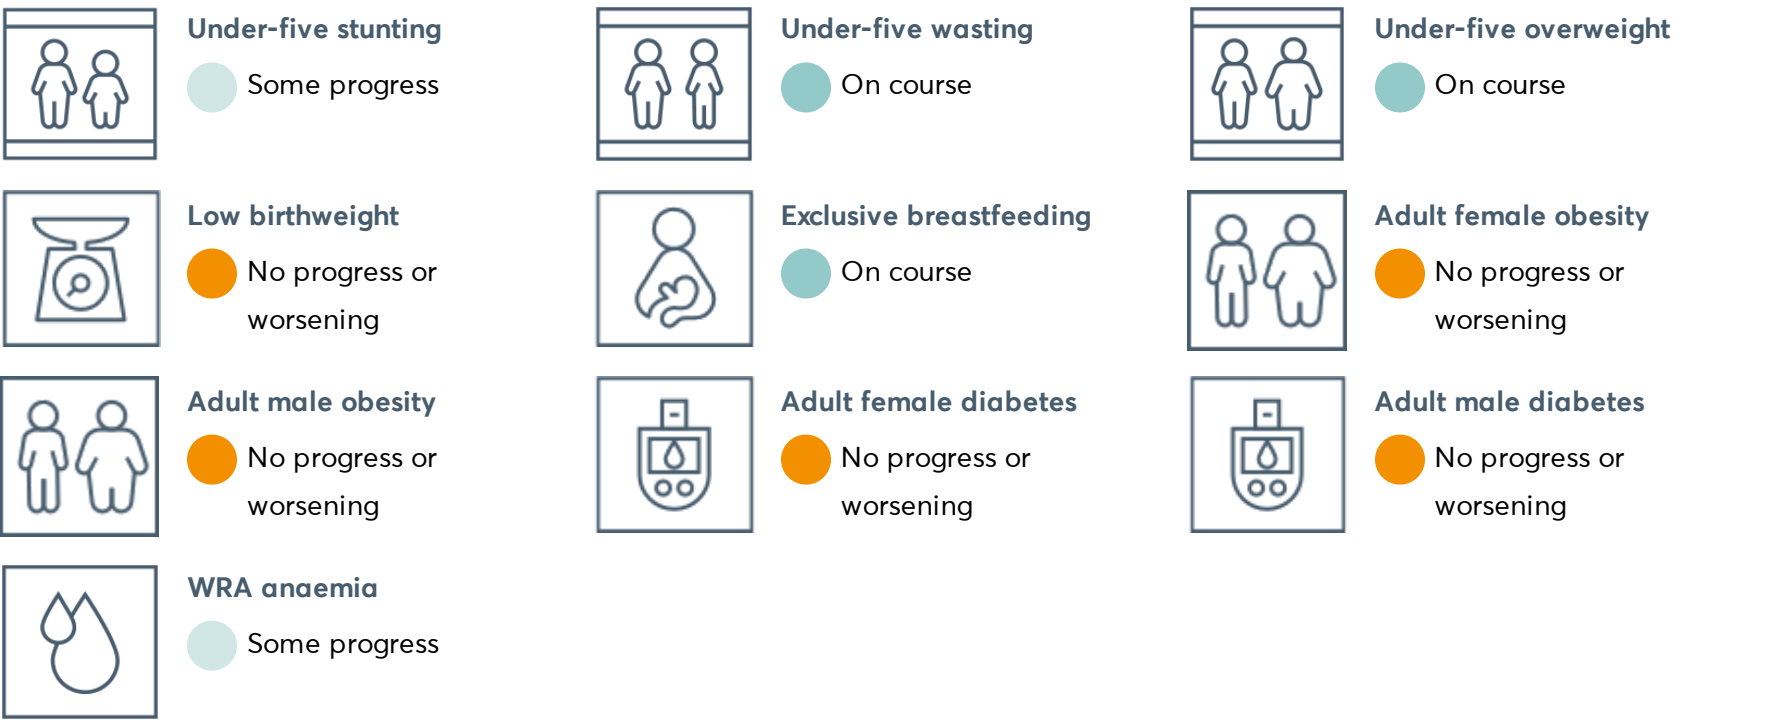 Under-five stunting
Some progress
Under-five wasting
On course
Under-five overweight
On course
Low birthweight
No progress or
worsening
Exclusive breastfeeding
On course
Adult female obesity
No progress or
worsening
Adult male obesity
No progress or
worsening
Adult female diabetes
No progress or
worsening
Adult male diabetes
No progress or
worsening
WRA anaemia
Some progress